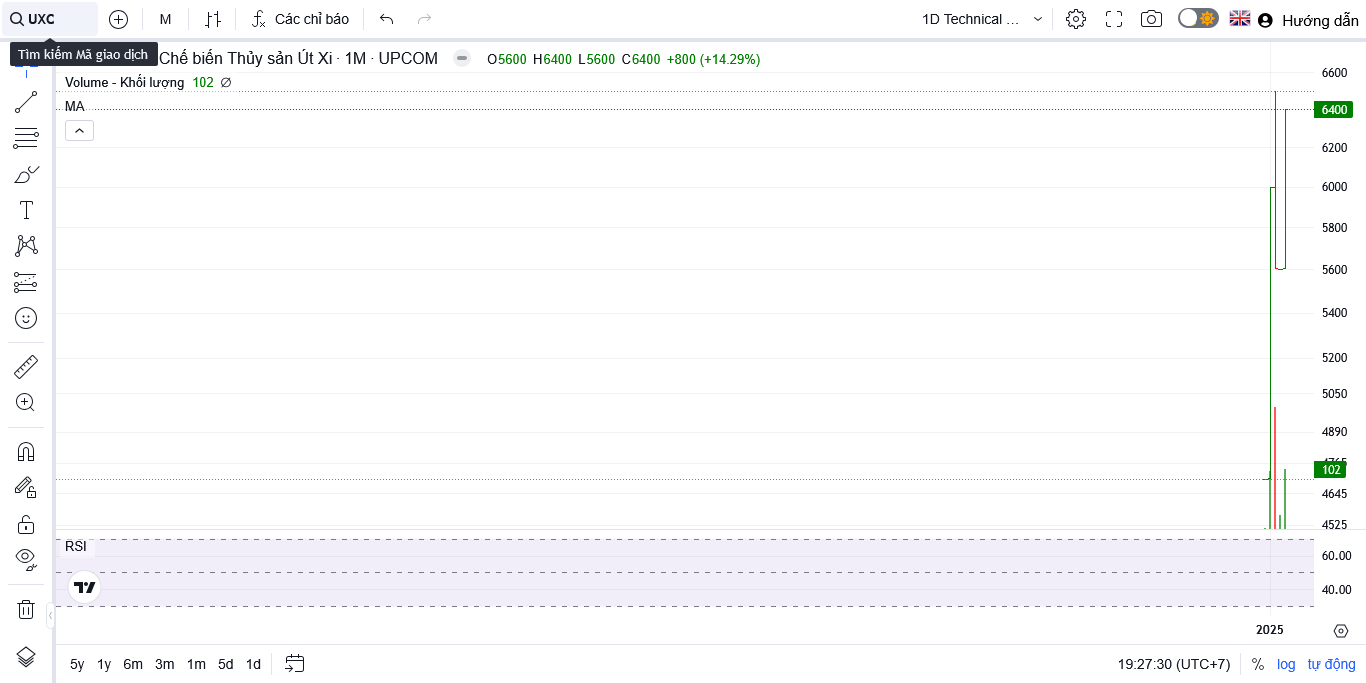 UXC
M
Các chỉ báo
1D Technical ...
Hướng dẫn
Tìm kiếm Mã giao dịch
Chế biến Thủy sản Út Xi · 1M · UPCOM
O5600 H6400 L5600 C6400 +800 (+14.29%)
Volume - Khối lượng 102 ∅
MA
6600
6400
6200
6000
5800
5600
5400
5200
5050
4890
4765
102
4645
4525
RSI
60.00
40.00
2025
5y 1y 6m 3m 1m 5d 1d
19:27:30 (UTC+7)
% log tự động